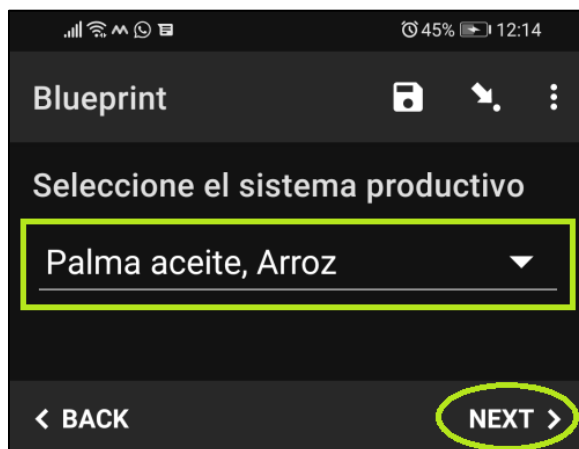 45% 12:14
Blueprint
Seleccione el sistema productivo
Palma aceite, Arroz
BACK NEXT